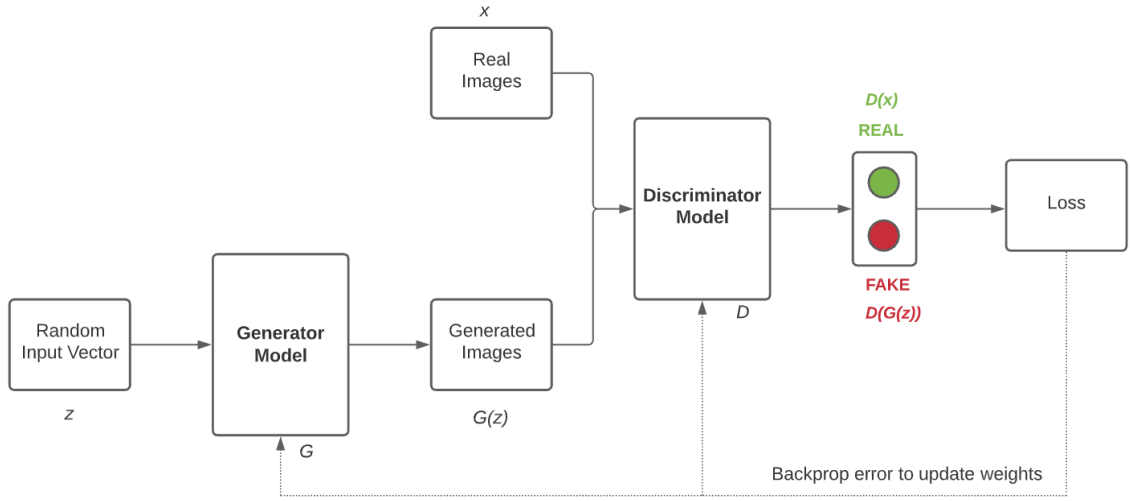 x
Real
Images
D(x)
REAL
Discriminator
Model
Loss
FAKE
D(G(z))
D
Random
Input Vector
z
Generator
Model
G
Generated
Images
G(z)
Backprop error to update weights